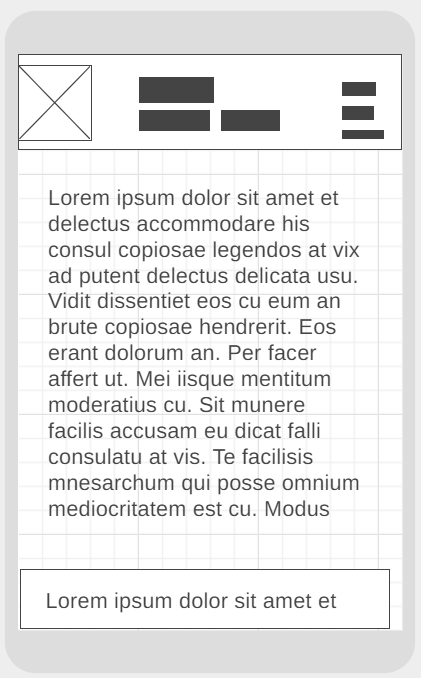 Lorem ipsum dolor sit amet et
delectus accommodare his
consul copiosae legendos at vix
ad putent delectus delicata usu.
Vidit dissentiet eos cu eum an
brute copiosae hendrerit. Eos
erant dolorum an. Per facer
affert ut. Mei iisque mentitum
moderatius cu. Sit munere
facilis accusam eu dicat falli
consulatu at vis. Te facilisis
mnesarchum qui posse omnium
mediocritatem est cu. Modus
Lorem ipsum dolor sit amet et